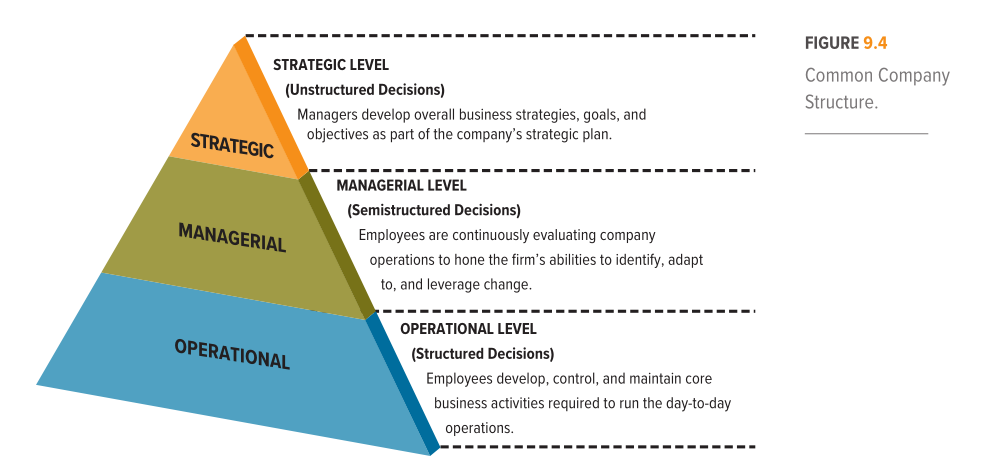 FIGURE 9.4
Common Company
Structure.
STRATEGIC LEVEL
(Unstructured Decisions)
Managers develop overall business strategies, goals, and
objectives as part of the company’s strategic plan.
STRATEGIC
MANAGERIAL LEVEL
(Semistructured Decisions)
Employees are continuously evaluating company
operations to hone the firm’s abilities to identify, adapt
to, and leverage change.
MANAGERIAL
OPERATIONAL LEVEL
(Structured Decisions)
Employees develop, control, and maintain core
business activities required to run the day-to-day
operations.
OPERATIONAL